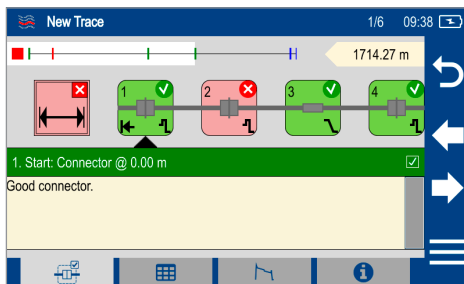 New Trace
1/6
09:38
1714.27 m
1
2
3
4
1. Start: Connector @ 0.00 m
Good connector.